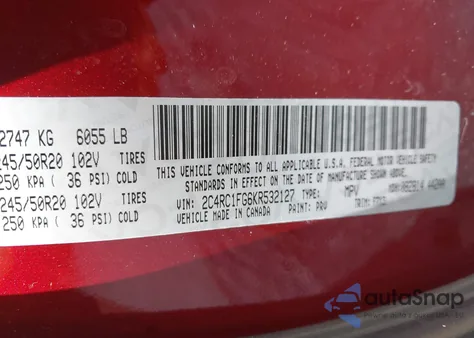 2747 KG 6055 LB
245/50R20 102V TIRES
250 KPA ( 36 PSI) COLD
245/50R20 102V TIRES
250 KPA ( 36 PSI) COLD
THIS VEHICLE CONFORMS TO ALL APPLICABLE U.S.A. FEDERAL MOTOR VEHICLE SAFETY
STANDARDS IN EFFECT ON THE DATE OF MANUFACTURE SHOWN ABOVE.
VIN: 2C4RC1FG6KR532127 TYPE: MPV
VEHICLE MADE IN CANADA PAINT: PRV TRIM:
autoSnap